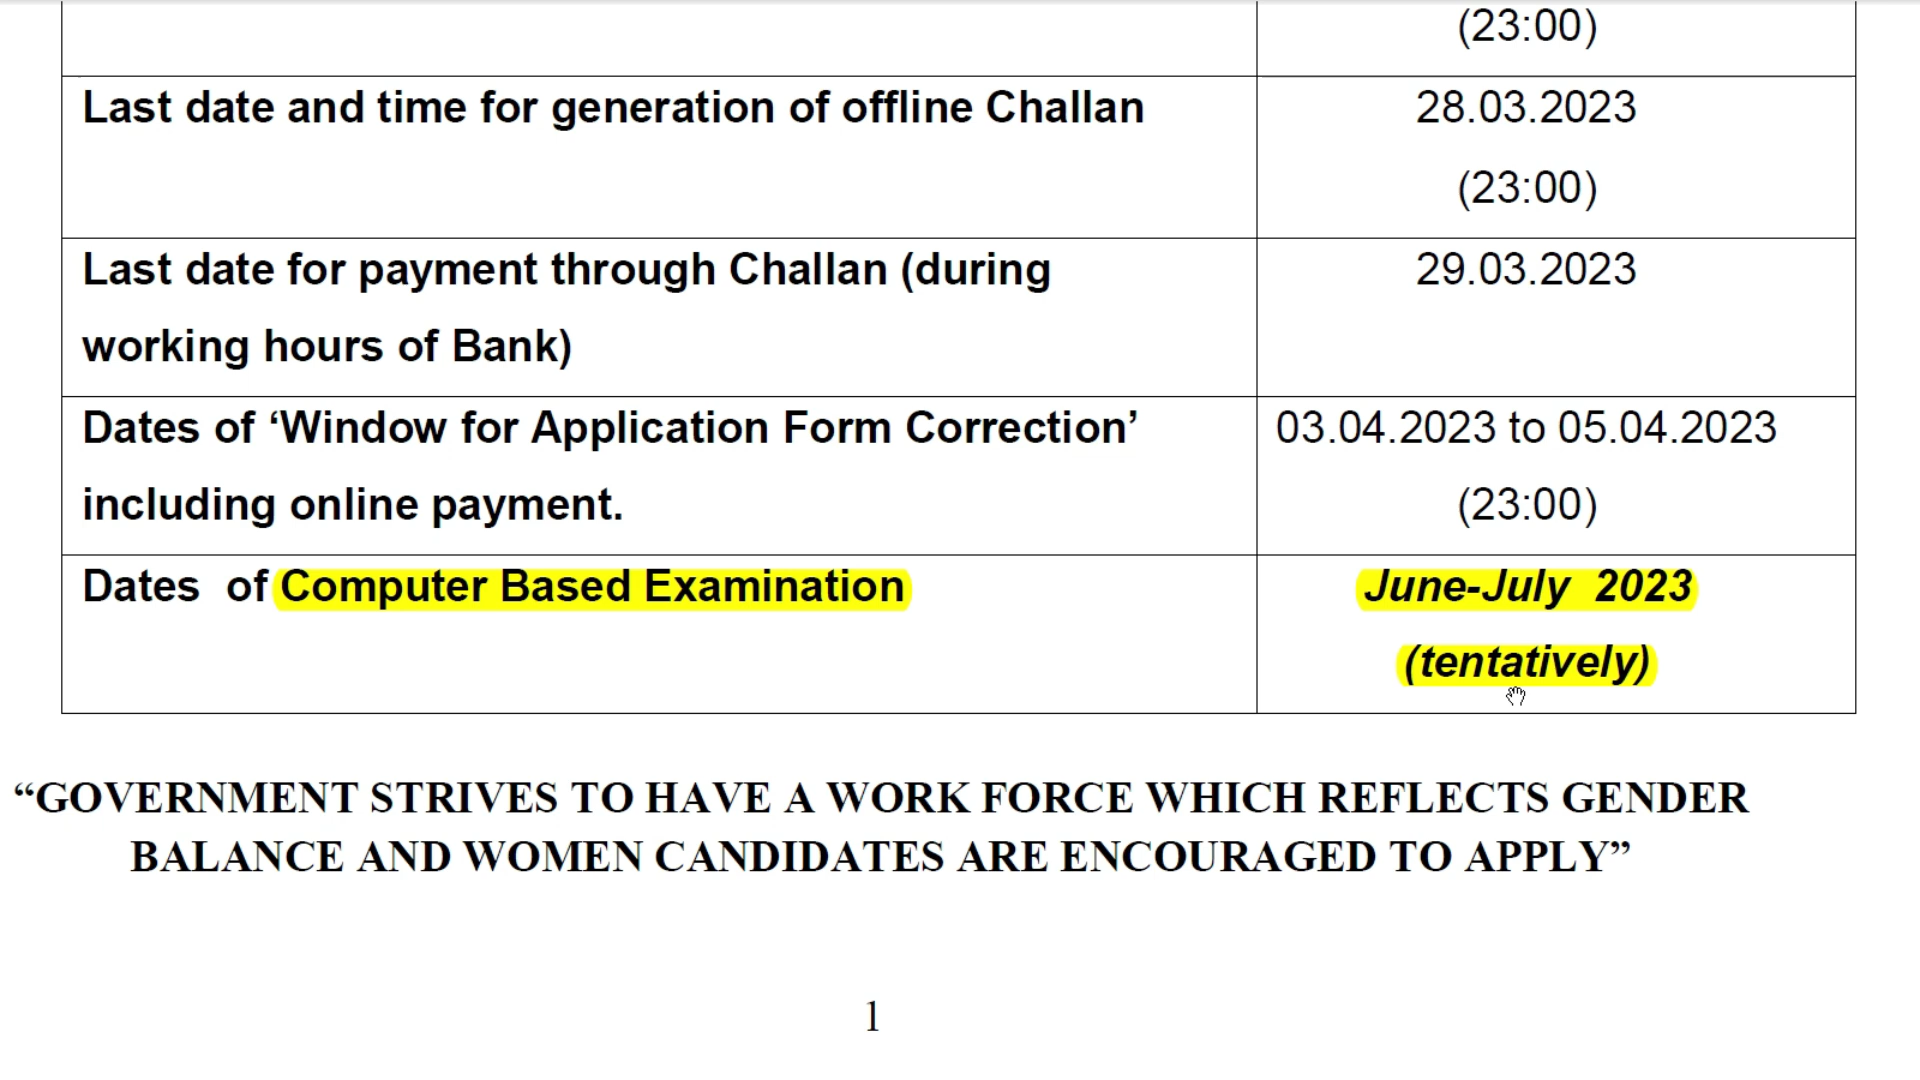 (23:00)
Last date and time for generation of offline Challan
28.03.2023
(23:00)
Last date for payment through Challan (during
working hours of Bank)
29.03.2023
Dates of ‘Window for Application Form Correction’
including online payment.
03.04.2023 to 05.04.2023
(23:00)
Dates  of Computer Based Examination
June-July  2023
(tentatively)
“GOVERNMENT STRIVES TO HAVE A WORK FORCE WHICH REFLECTS GENDER
BALANCE AND WOMEN CANDIDATES ARE ENCOURAGED TO APPLY”
1